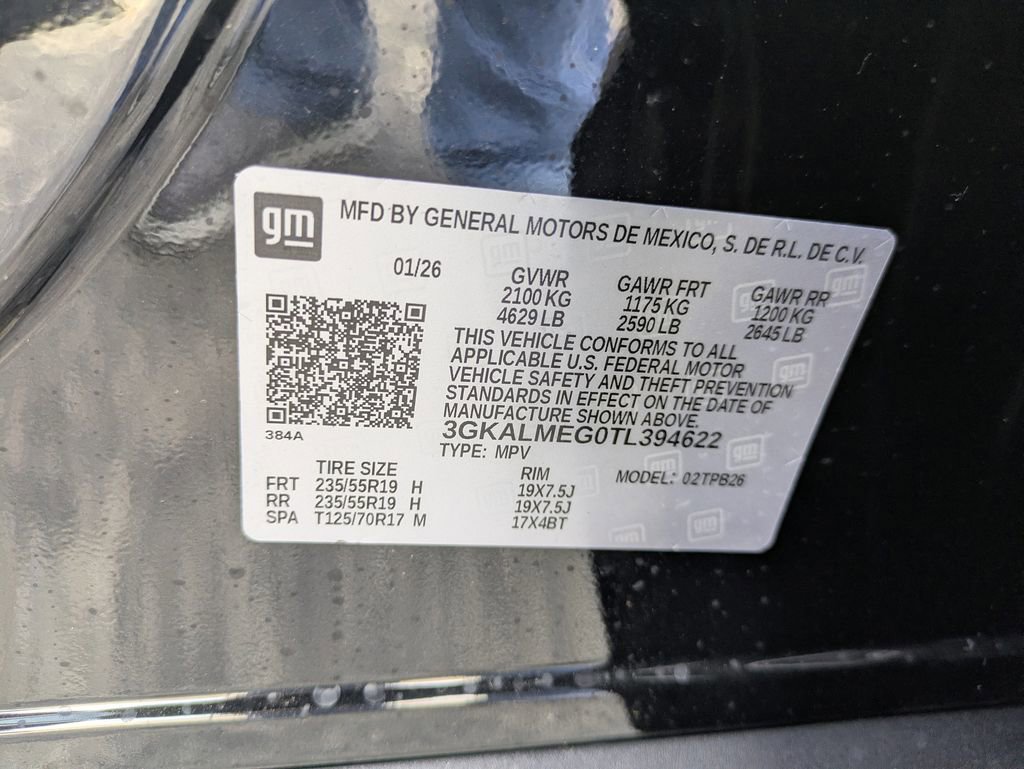 gm
MFD BY GENERAL MOTORS DE MEXICO, S. DE R.L. DE C.V.
01/26
GVWR
2100 KG
4629 LB
GAWR FRT
1175 KG
2590 LB
GAWR RR
1200 KG
2645 LB
THIS VEHICLE CONFORMS TO ALL
APPLICABLE U.S. FEDERAL MOTOR
VEHICLE SAFETY AND THEFT PREVENTION
STANDARDS IN EFFECT ON THE DATE OF
MANUFACTURE SHOWN ABOVE.
3GKALMEG0TL394622
384A
TYPE: MPV
MODEL: 02TPB26
TIRE SIZE RIM
FRT 235/55R19 H 19X7.5J
RR 235/55R19 H 19X7.5J
SPA T125/70R17 M 17X4BT